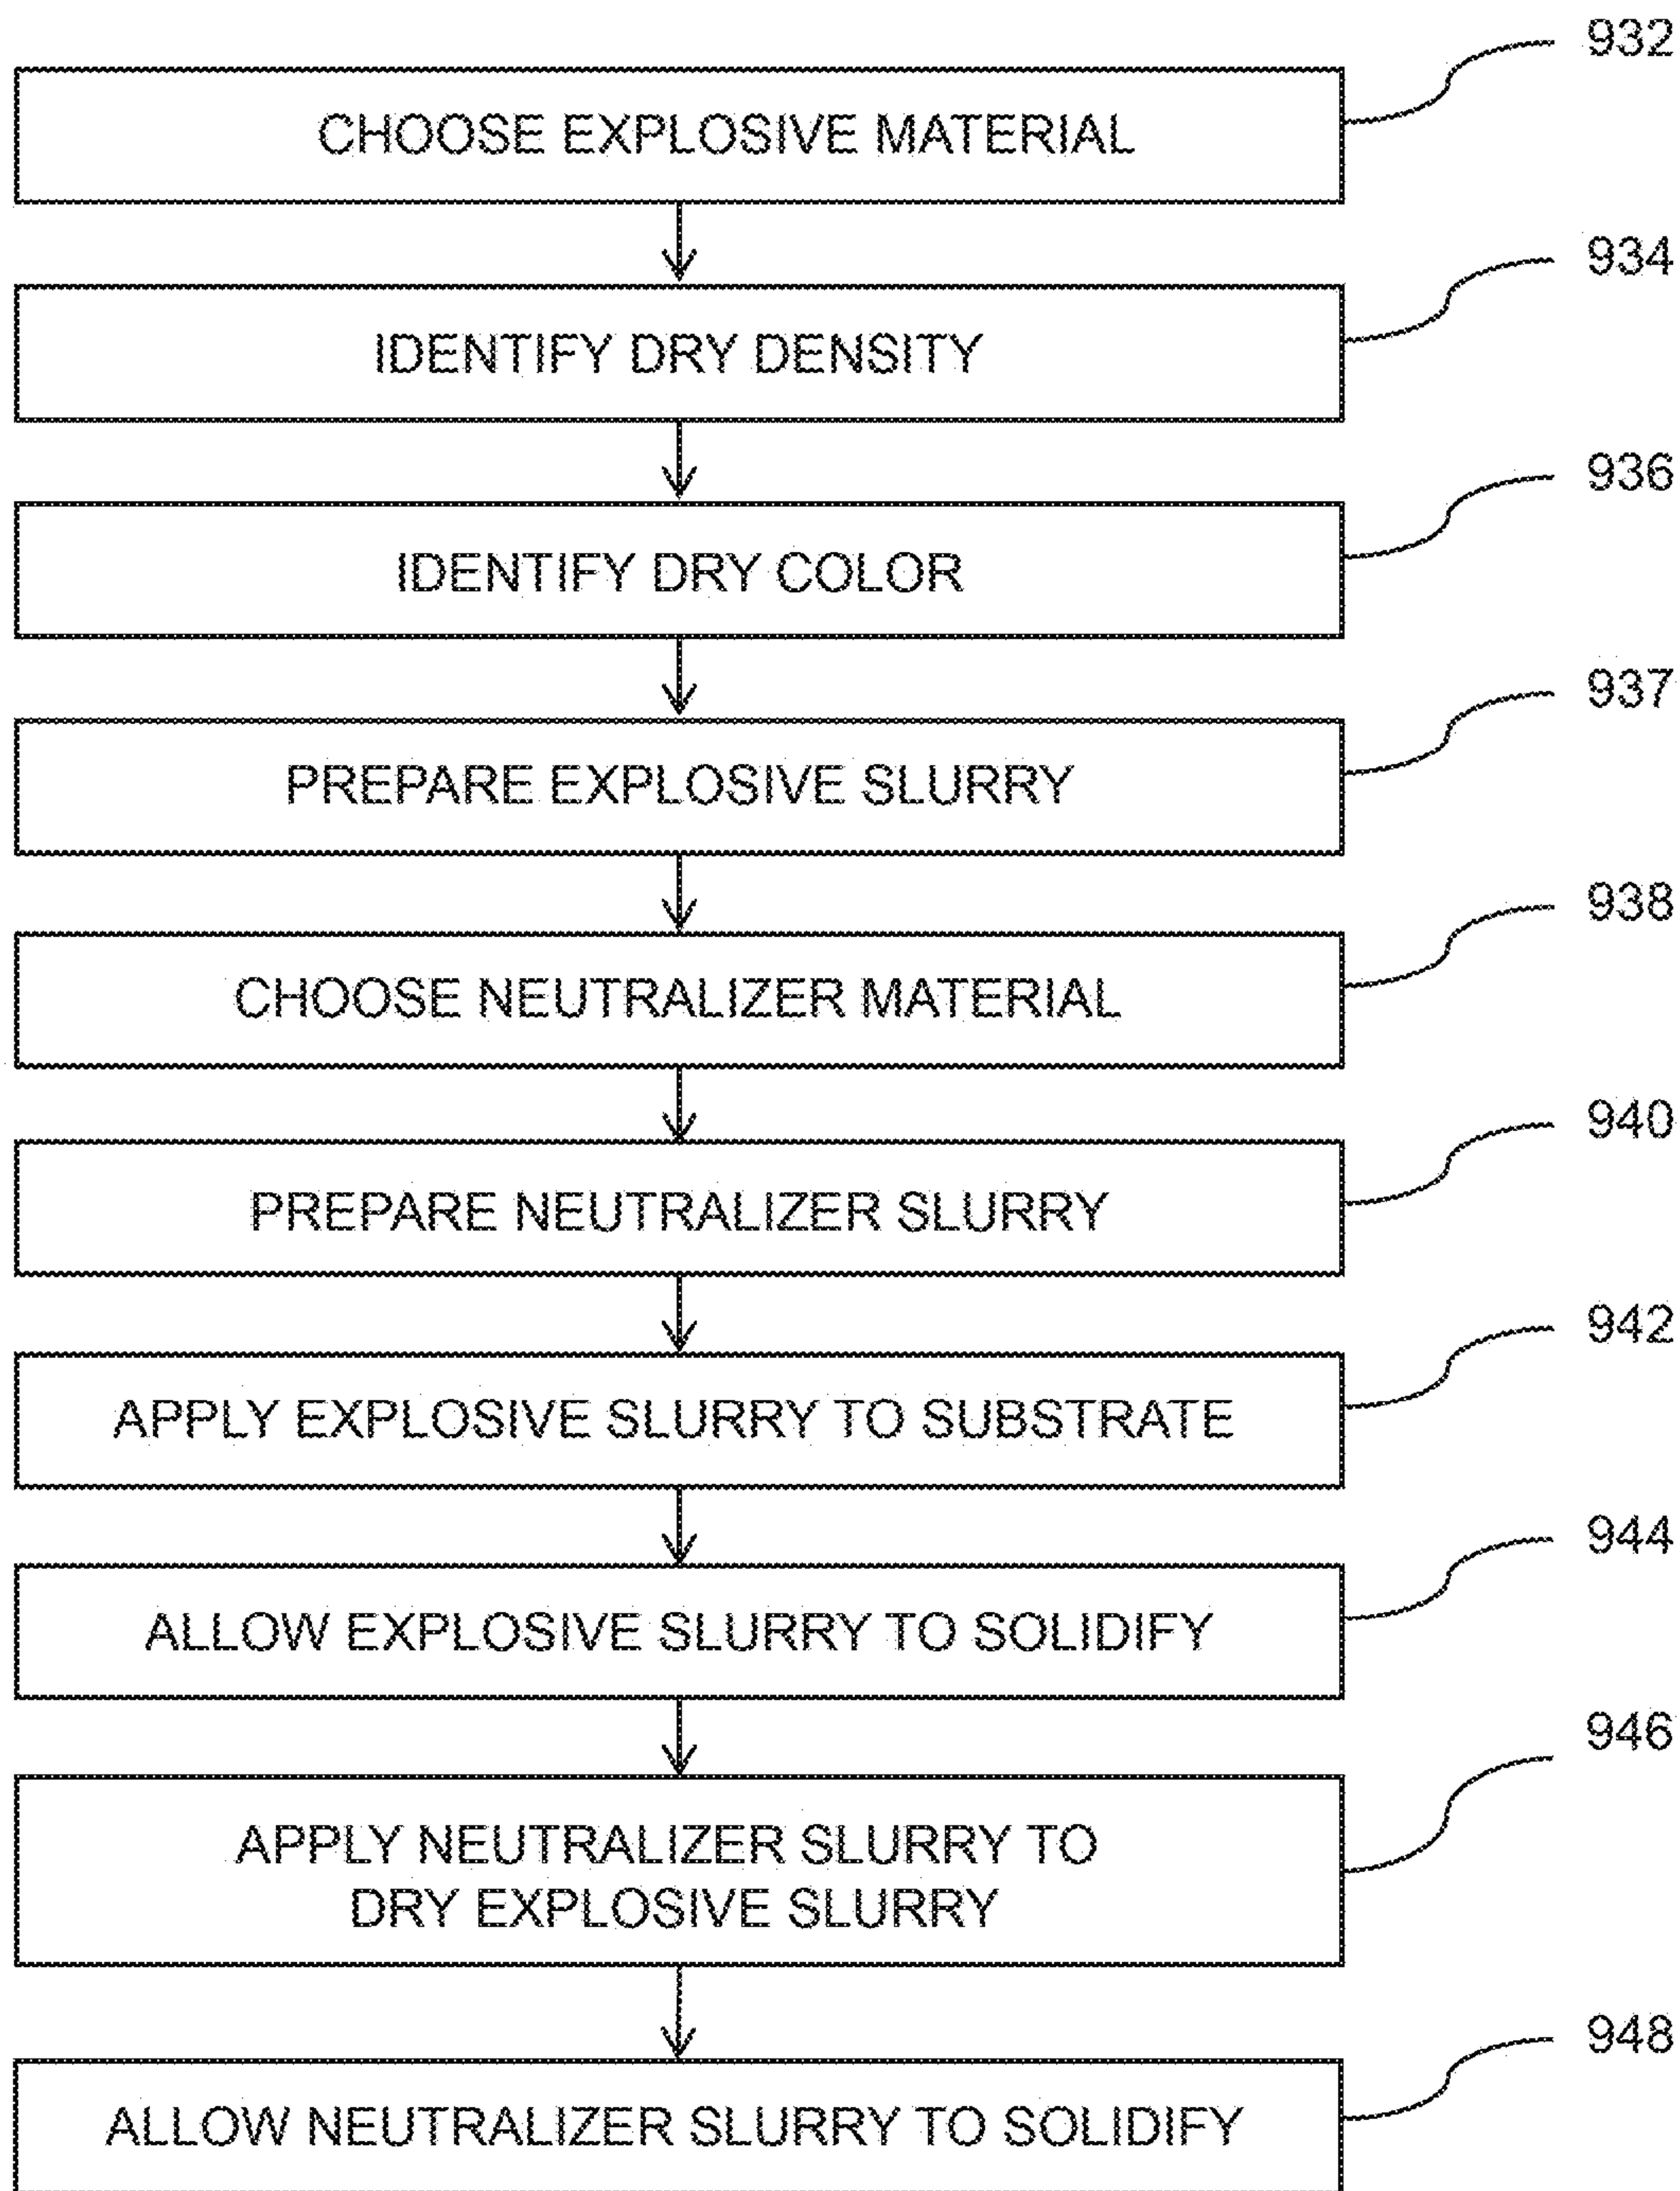 932
CHOOSE EXPLOSIVE MATERIAL
934
IDENTIFY DRY DENSITY
936
IDENTIFY DRY COLOR
937
PREPARE EXPLOSIVE SLURRY
938
CHOOSE NEUTRALIZER MATERIAL
940
PREPARE NEUTRALIZER SLURRY
942
APPLY EXPLOSIVE SLURRY TO SUBSTRATE
944
ALLOW EXPLOSIVE SLURRY TO SOLIDIFY
946
APPLY NEUTRALIZER SLURRY TO
DRY EXPLOSIVE SLURRY
948
ALLOW NEUTRALIZER SLURRY TO SOLIDIFY